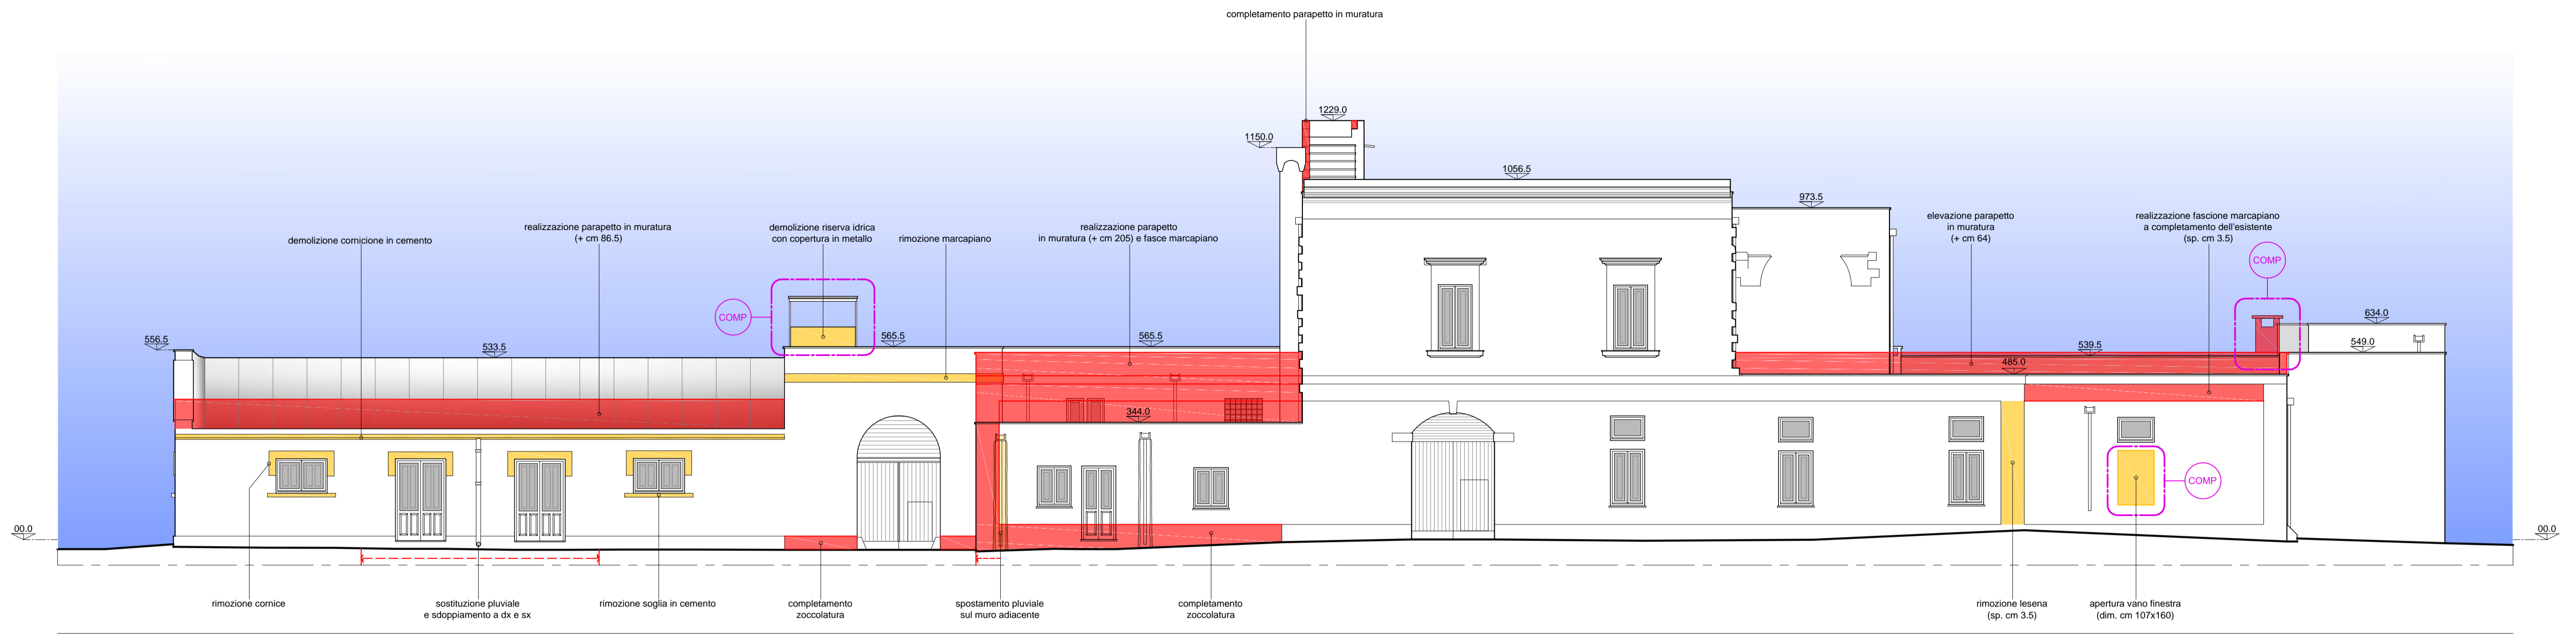 completamento parapetto in muratura
1229.0
1150.0
1056.5
973.5
demolizione cornicione in cemento
realizzazione parapetto in muratura
(+ cm 86.5)
demolizione riserva idrica
con copertura in metallo
rimozione marcapiano
realizzazione parapetto
in muratura (+ cm 205) e fasce marcapiano
elevazione parapetto
in muratura
(+ cm 64)
realizzazione fascione marcapiano
a completamento dell'esistente
(sp. cm 3.5)
COMP
COMP
556.5
533.5
565.5
565.5
539.5
485.0
634.0
549.0
344.0
COMP
00.0
00.0
rimozione cornice
sostituzione pluviale
e sdoppiamento a dx e sx
rimozione soglia in cemento
completamento
zoccolatura
spostamento pluviale
sul muro adiacente
completamento
zoccolatura
rimozione lesena
(sp. cm 3.5)
apertura vano finestra
(dim. cm 107x160)